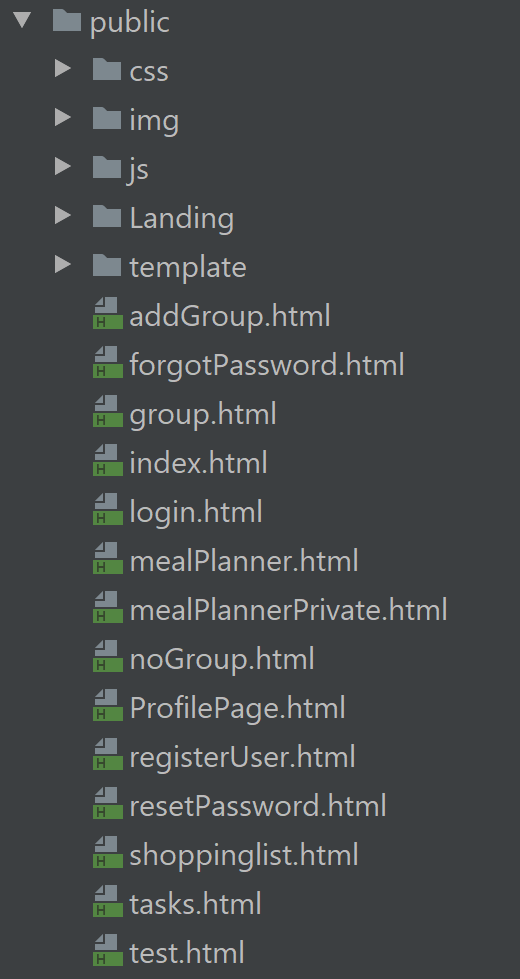 public
css
img
js
Landing
template
H addGroup.html
H forgotPassword.html
H group.html
H index.html
H login.html
H mealPlanner.html
H mealPlannerPrivate.html
H noGroup.html
H ProfilePage.html
H registerUser.html
H resetPassword.html
H shoppinglist.html
H tasks.html
H test.html